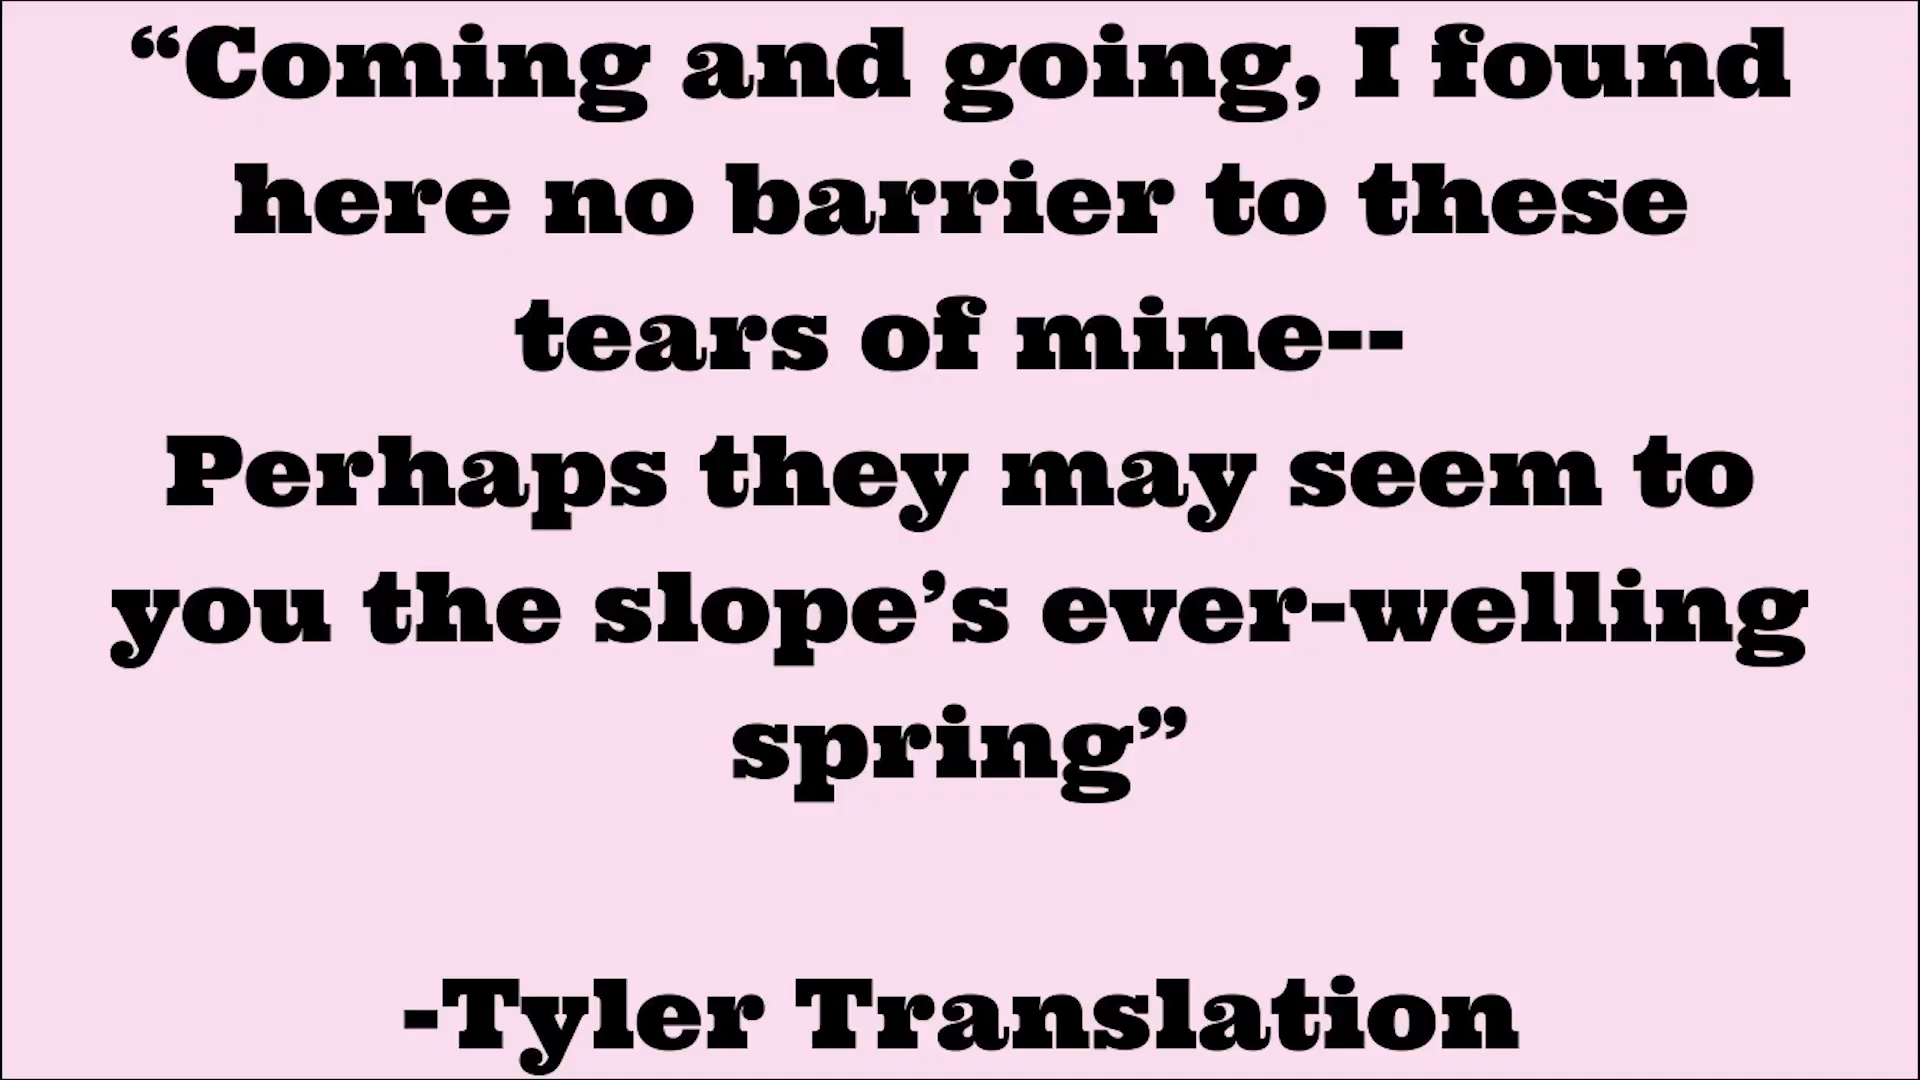 “Coming and going, I found
here no barrier to these
tears of mine--
Perhaps they may seem to
you the slope’s ever-welling
spring”
-Tyler Translation